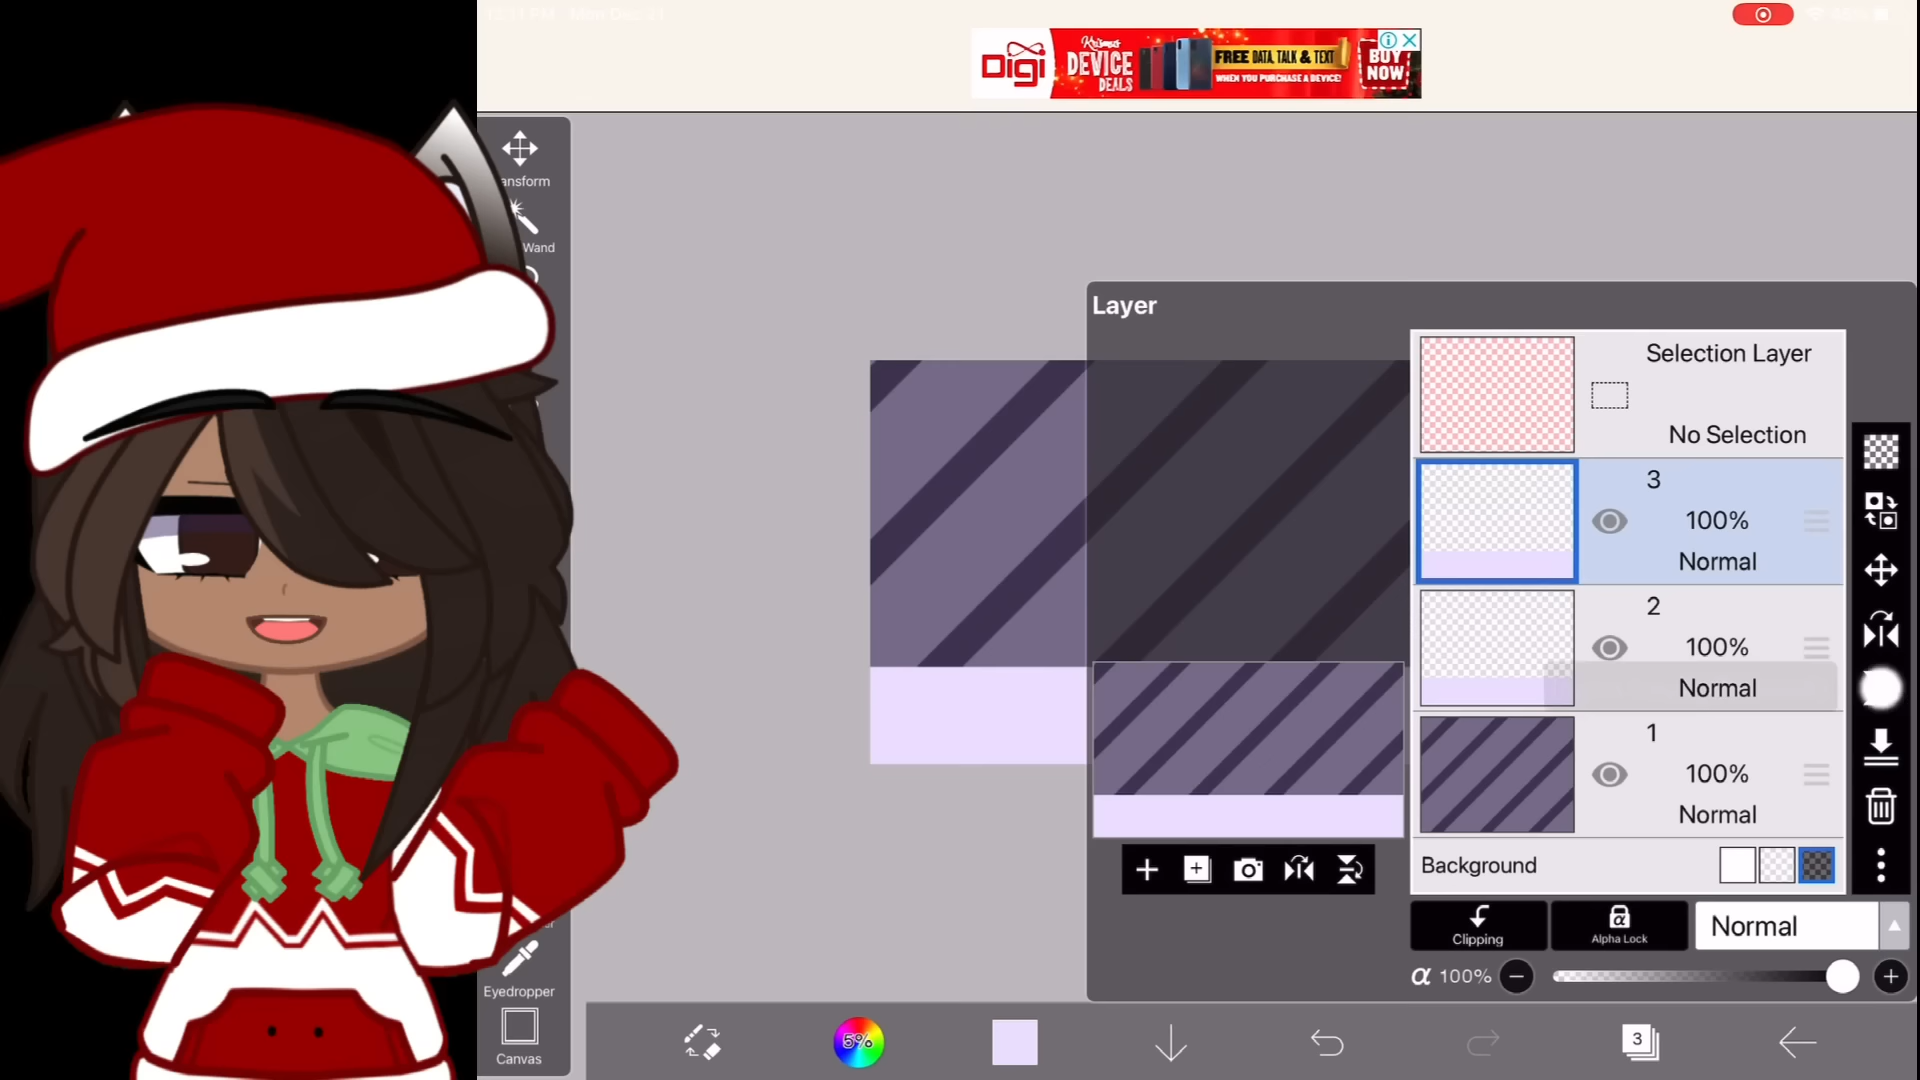 Digi
Krismas
DEVICE
DEALS
FREE DATA, TALK & TEXT
WHEN YOU PURCHASE A DEVICE!
BUY
NOW
ansform
Wand
Layer
Selection Layer
No Selection
3
100%
Normal
2
100%
Normal
1
100%
Normal
Background
Clipping
Alpha Lock
Normal
α 100%
Eyedropper
Canvas
5%
3